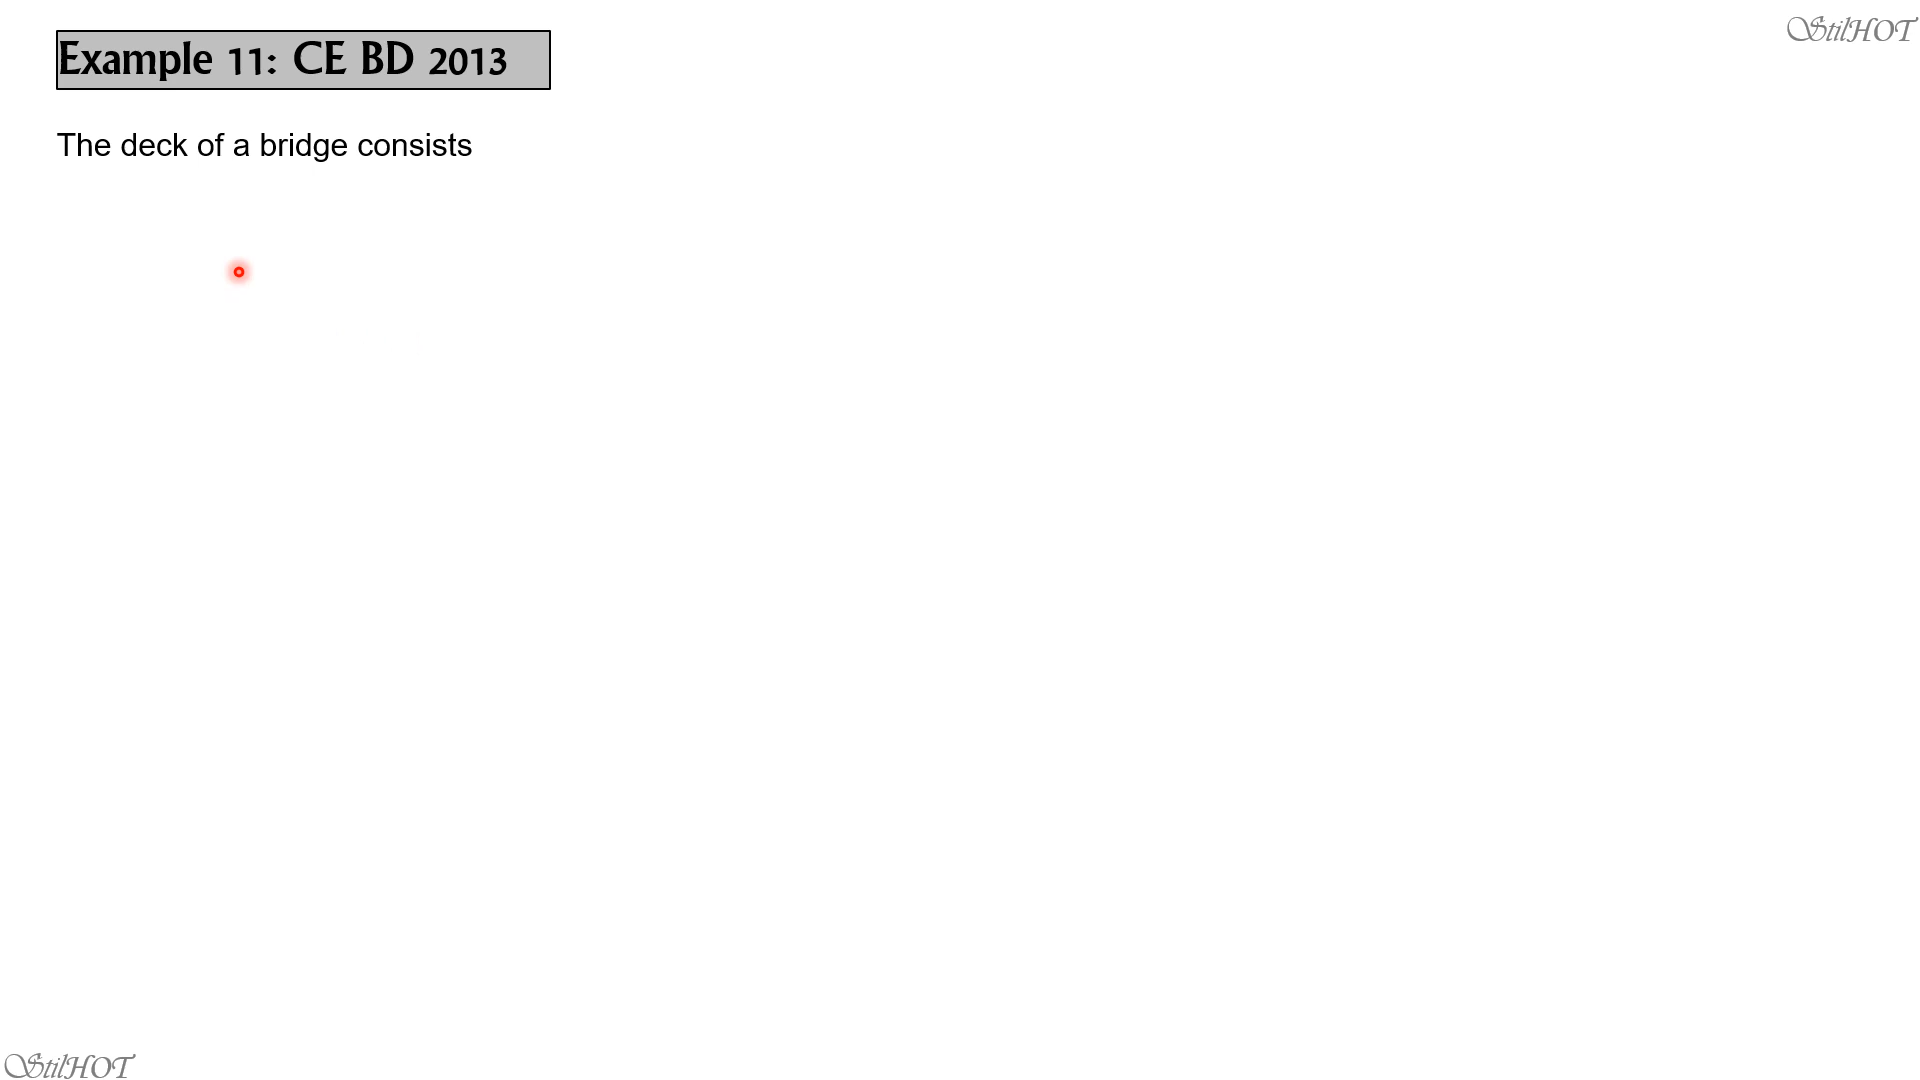 StilHOT
Example 11: CE BD 2013
The deck of a bridge consists
StilHOT